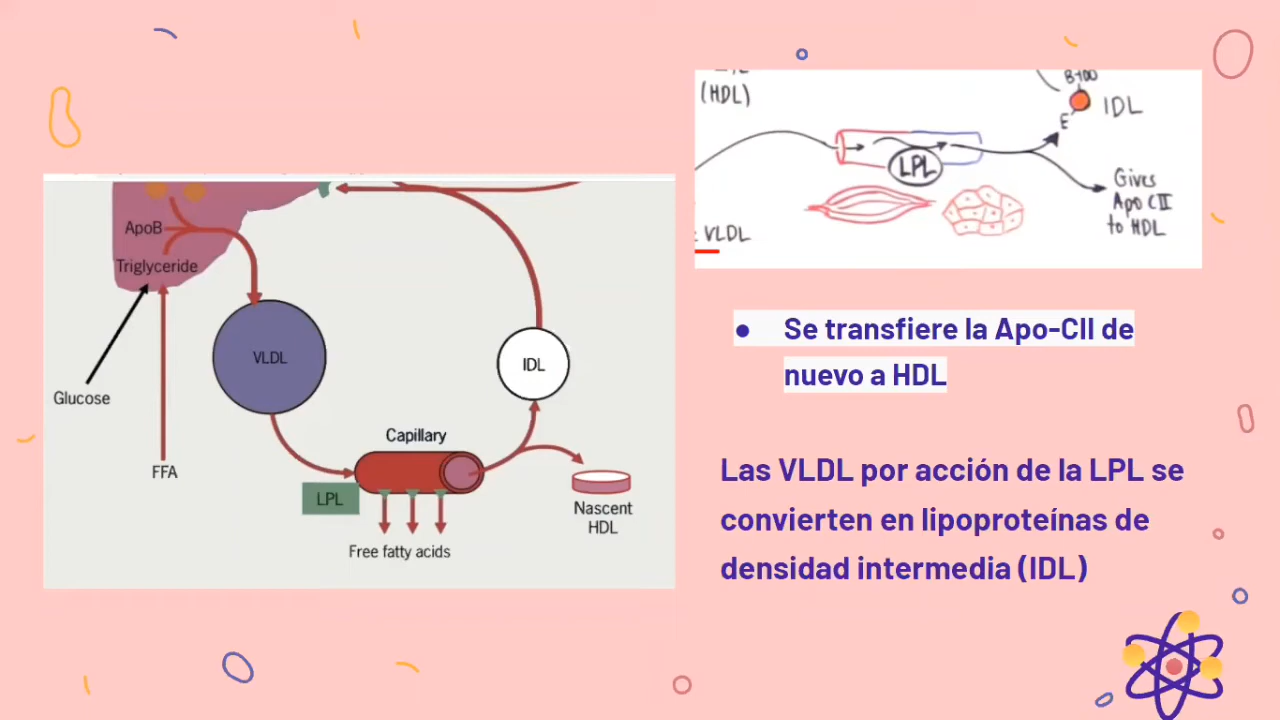 ApoB
Triglyceride
Glucose
FFA
VLDL
LPL
Capillary
Free fatty acids
IDL
Nascent
HDL
(HDL)
VLDL
LPL
B-100
E
IDL
Gives
Apo CII
to HDL
● Se transfiere la Apo-CII de
nuevo a HDL
Las VLDL por acción de la LPL se
convierten en lipoproteínas de
densidad intermedia (IDL)